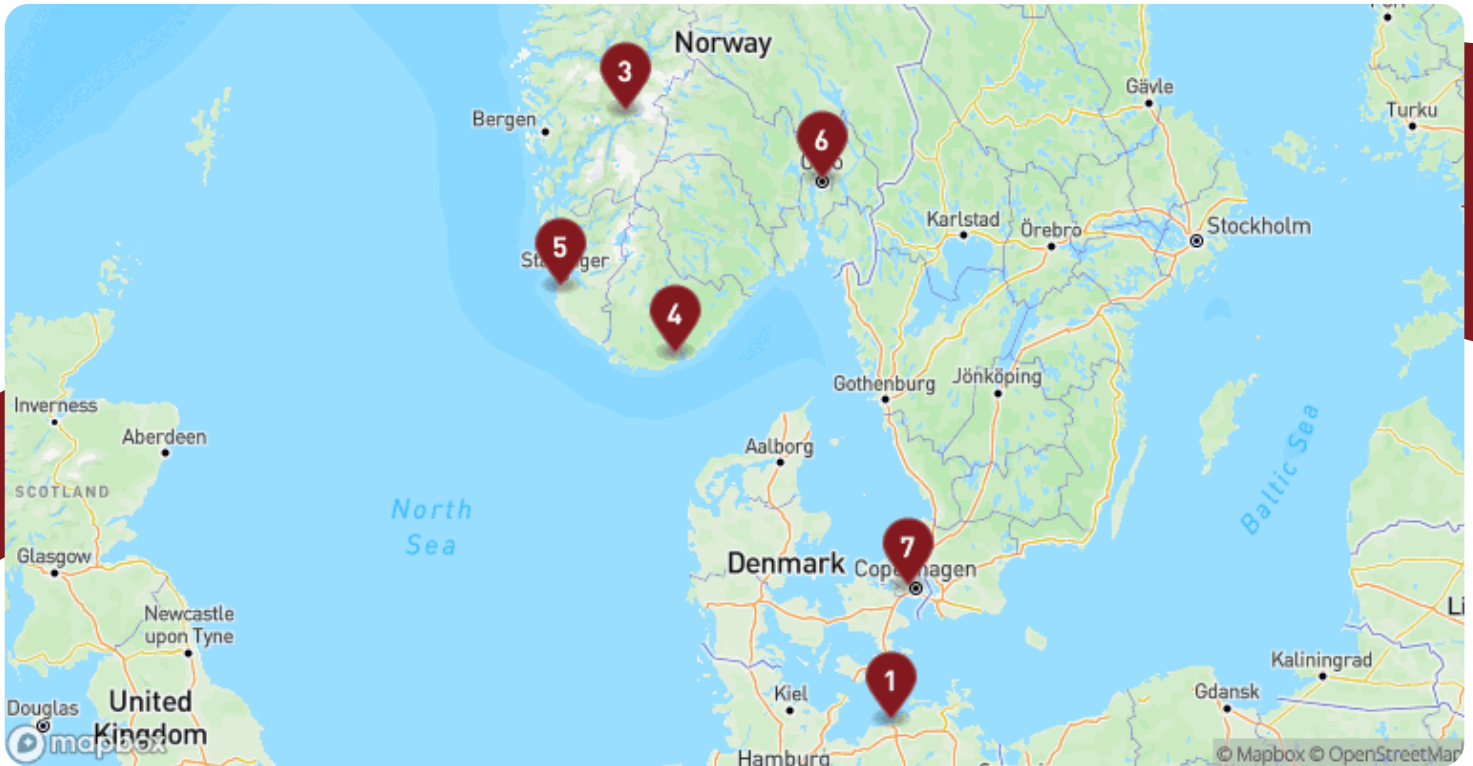 Norway
3
Gävle
Turku
Bergen
6
Karlstad
Örebro
Stockholm
5
4
Gothenburg
Jönköping
Inverness
Aberdeen
Aalborg
SCOTLAND
North
Sea
Baltic Sea
7
Glasgow
Denmark
Newcastle
upon Tyne
Kaliningrad
1
Kiel
Gdansk
Douglas
United
Kingdom
mapbox
Hamburg
© Mapbox © OpenStreetMap